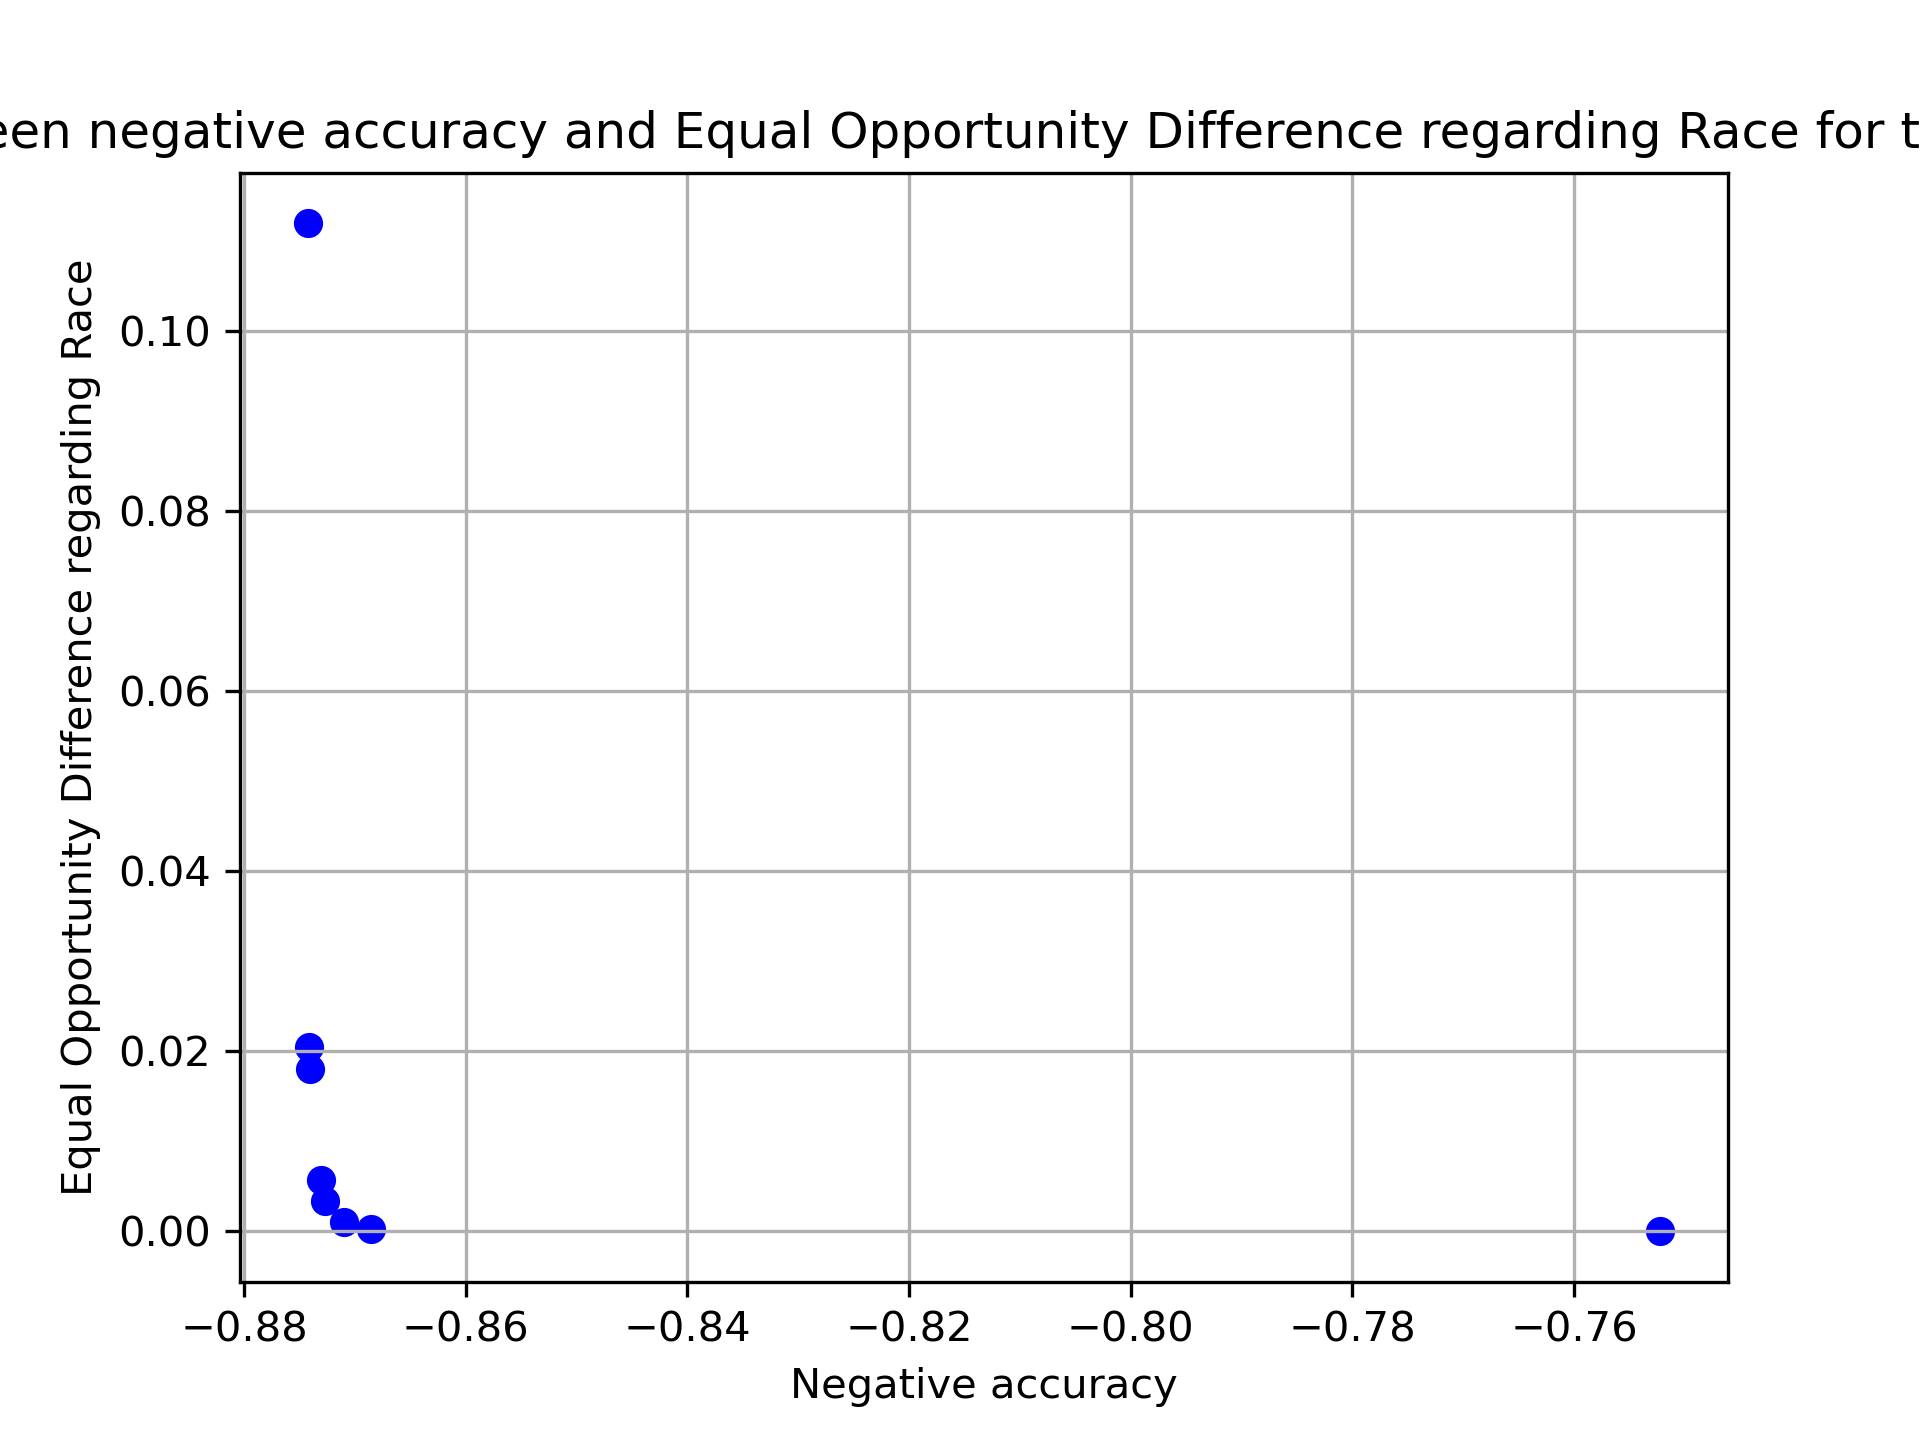 een negative accuracy and Equal Opportunity Difference regarding Race for t
Equal Opportunity Difference regarding Race
0.10
0.08
0.06
0.04
0.02
0.00
−0.88 −0.86 −0.84 −0.82 −0.80 −0.78 −0.76
Negative accuracy